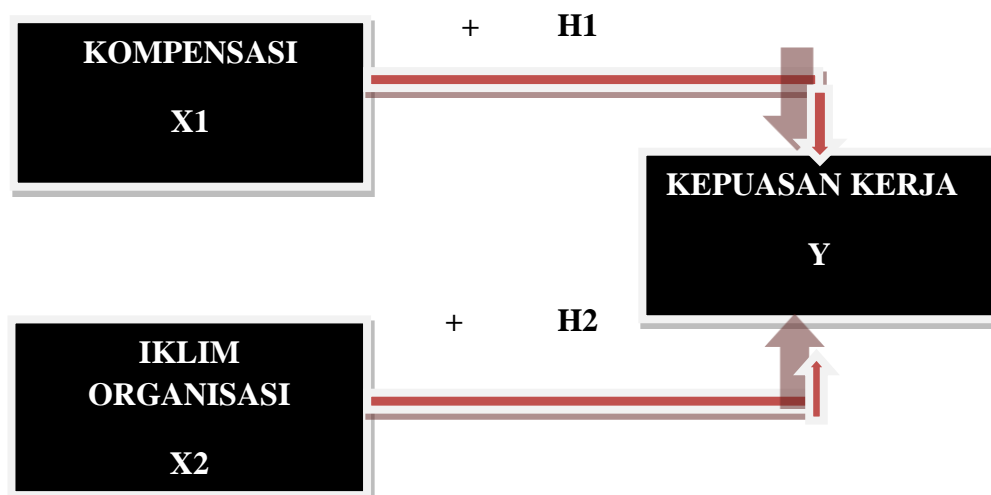 + H1
KOMPENSASI
X1
KEPUASAN KERJA
Y
+ H2
IKLIM
ORGANISASI
X2